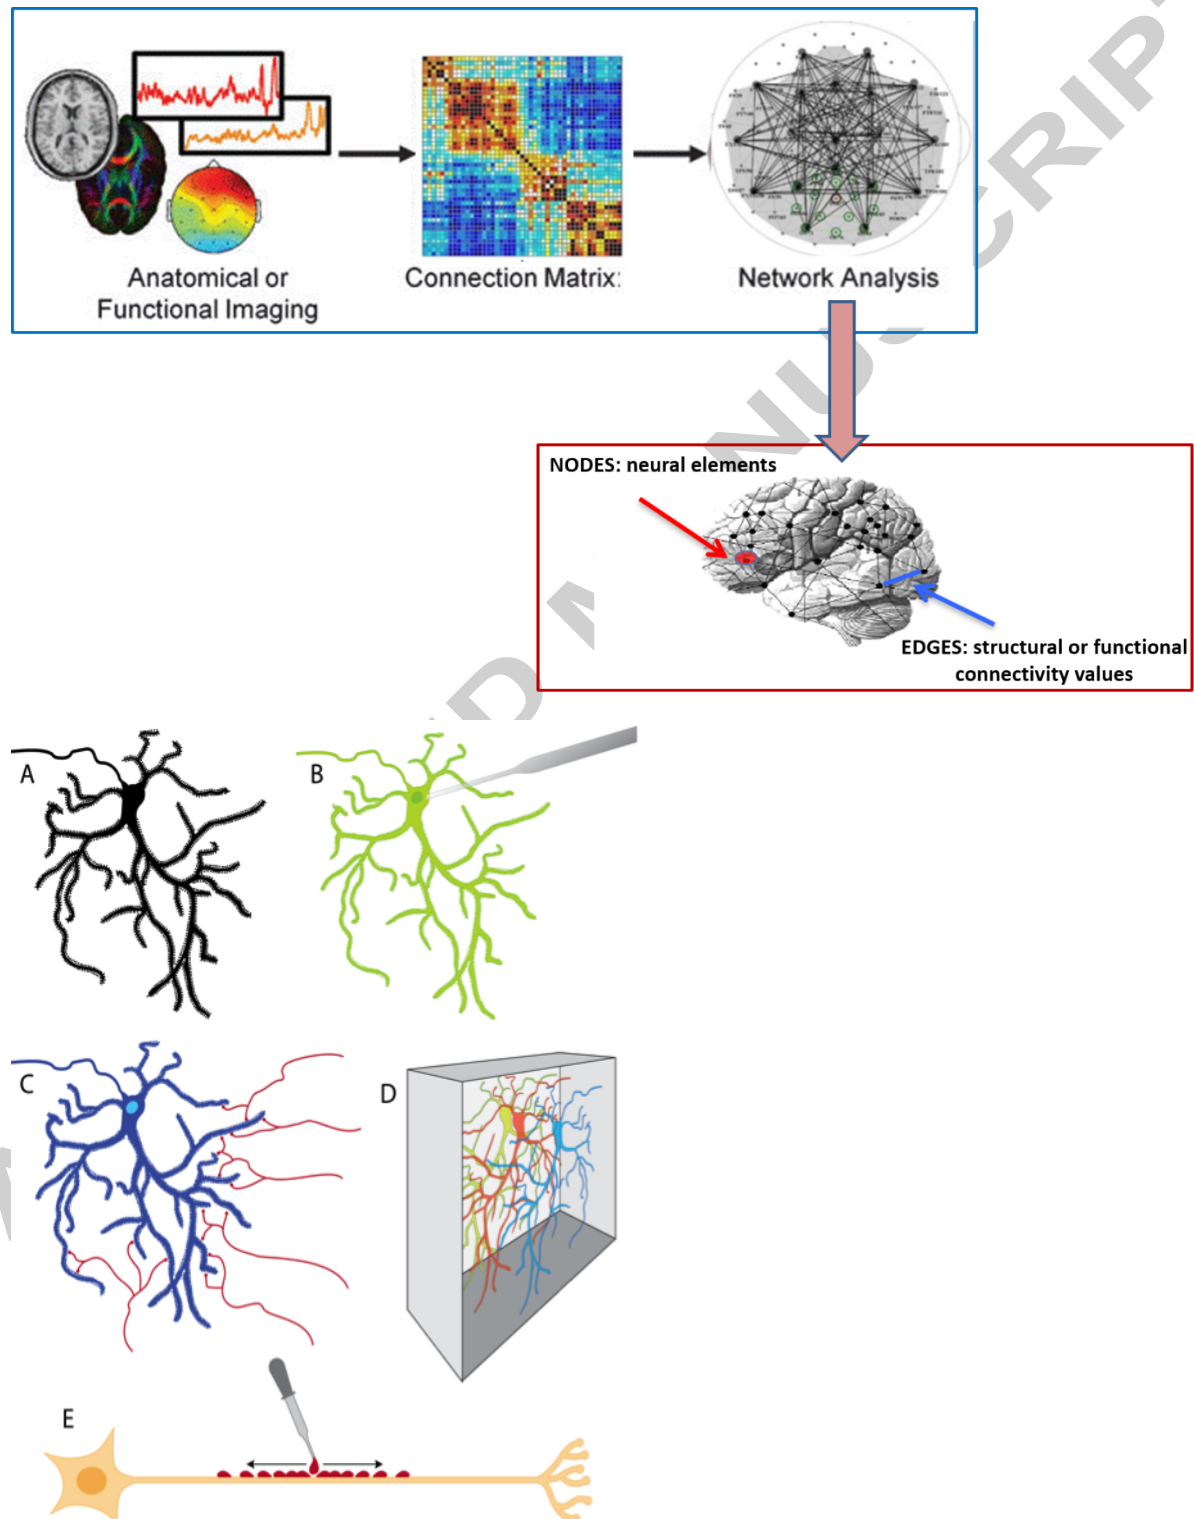 Anatomical or
Functional Imaging
Connection Matrix:
Network Analysis
NODES: neural elements
EDGES: structural or functional
connectivity values
A
B
C
D
E